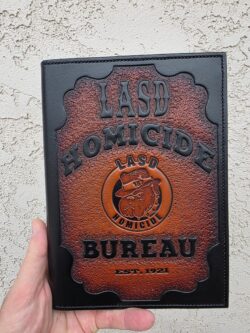 LASD
HOMICIDE
LASD
HOMICIDE
BUREAU
EST. 1921